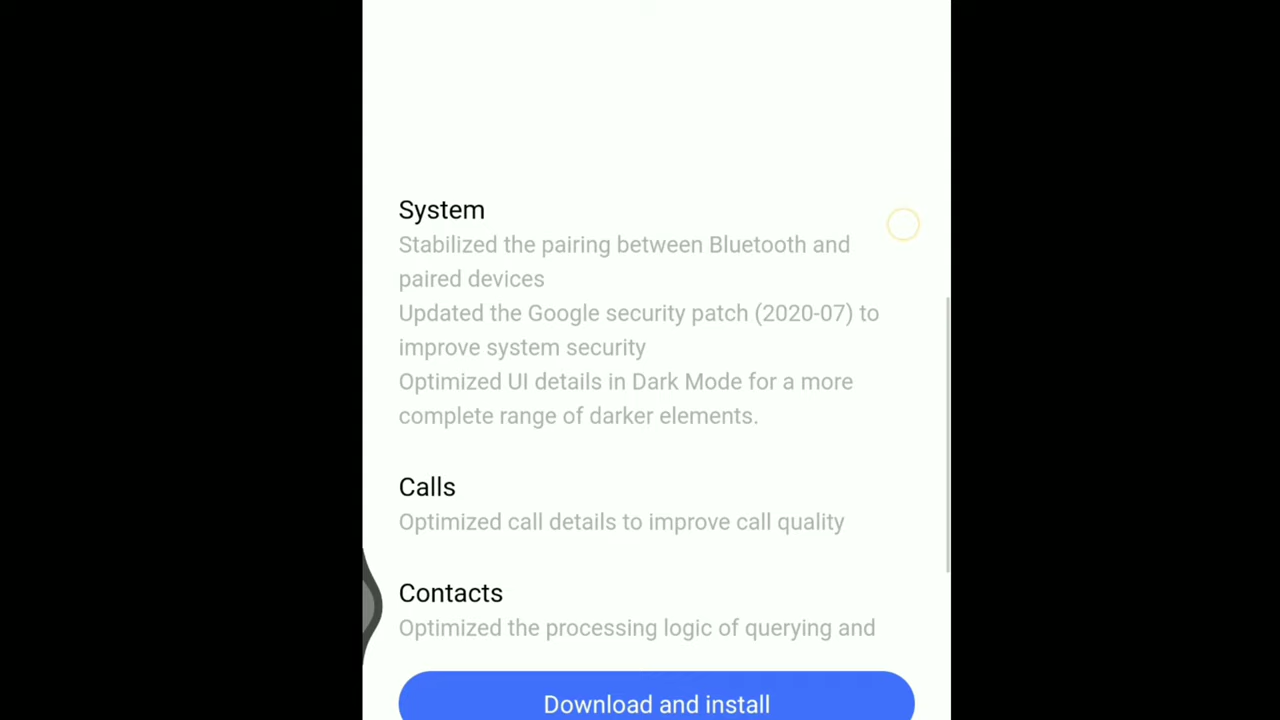 System
Stabilized the pairing between Bluetooth and
paired devices
Updated the Google security patch (2020-07) to
improve system security
Optimized UI details in Dark Mode for a more
complete range of darker elements.
Calls
Optimized call details to improve call quality
Contacts
Optimized the processing logic of querying and
Download and install